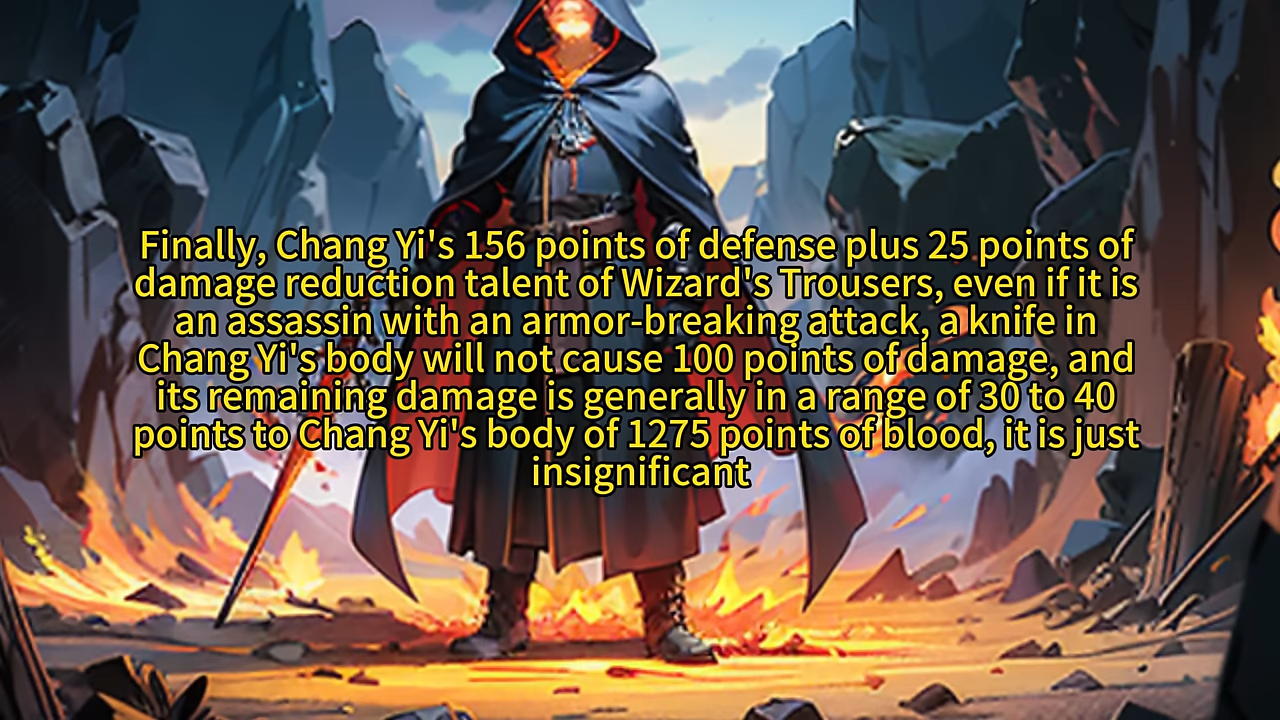 Finally, Chang Yi's 156 points of defense plus 25 points of
damage reduction talent of Wizard's Trousers, even if it is
an assassin with an armor-breaking attack, a knife in
Chang Yi's body will not cause 100 points of damage, and
its remaining damage is generally in a range of 30 to 40
points to Chang Yi's body of 1275 points of blood, it is just
insignificant